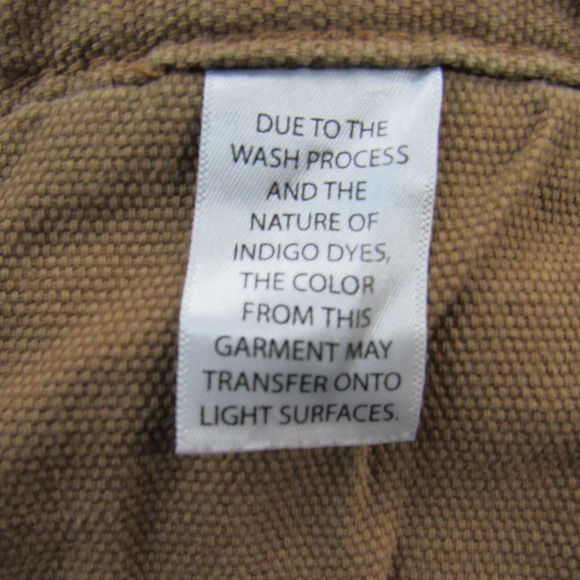 DUE TO THE
WASH PROCESS
AND THE
NATURE OF
INDIGO DYES,
THE COLOR
FROM THIS
GARMENT MAY
TRANSFER ONTO
LIGHT SURFACES.